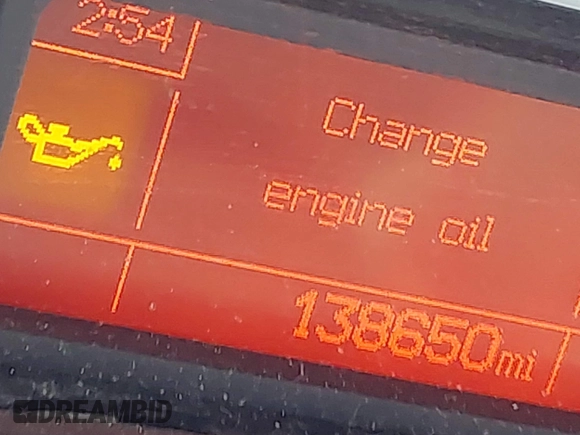 2:54
Change
engine oil
138650mi
DREAMBID